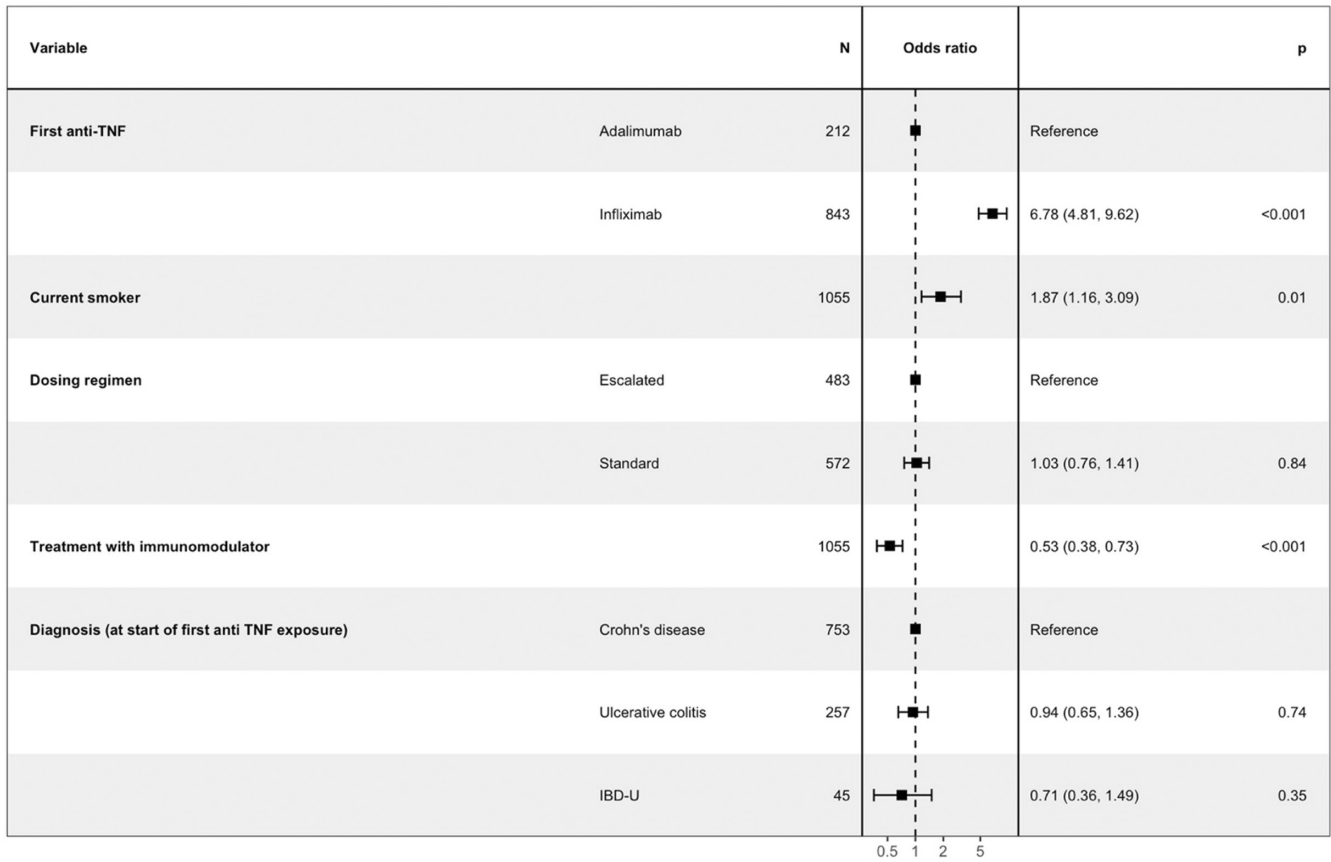 Variable N Odds ratio p
First anti-TNF Adalimumab 212 Reference
Infliximab 843 6.78 (4.81, 9.62) <0.001
Current smoker 1055 1.87 (1.16, 3.09) 0.01
Dosing regimen Escalated 483 Reference
Standard 572 1.03 (0.76, 1.41) 0.84
Treatment with immunomodulator 1055 0.53 (0.38, 0.73) <0.001
Diagnosis (at start of first anti TNF exposure) Crohn's disease 753 Reference
Ulcerative colitis 257 0.94 (0.65, 1.36) 0.74
IBD-U 45 0.71 (0.36, 1.49) 0.35
0.5 1 2 5